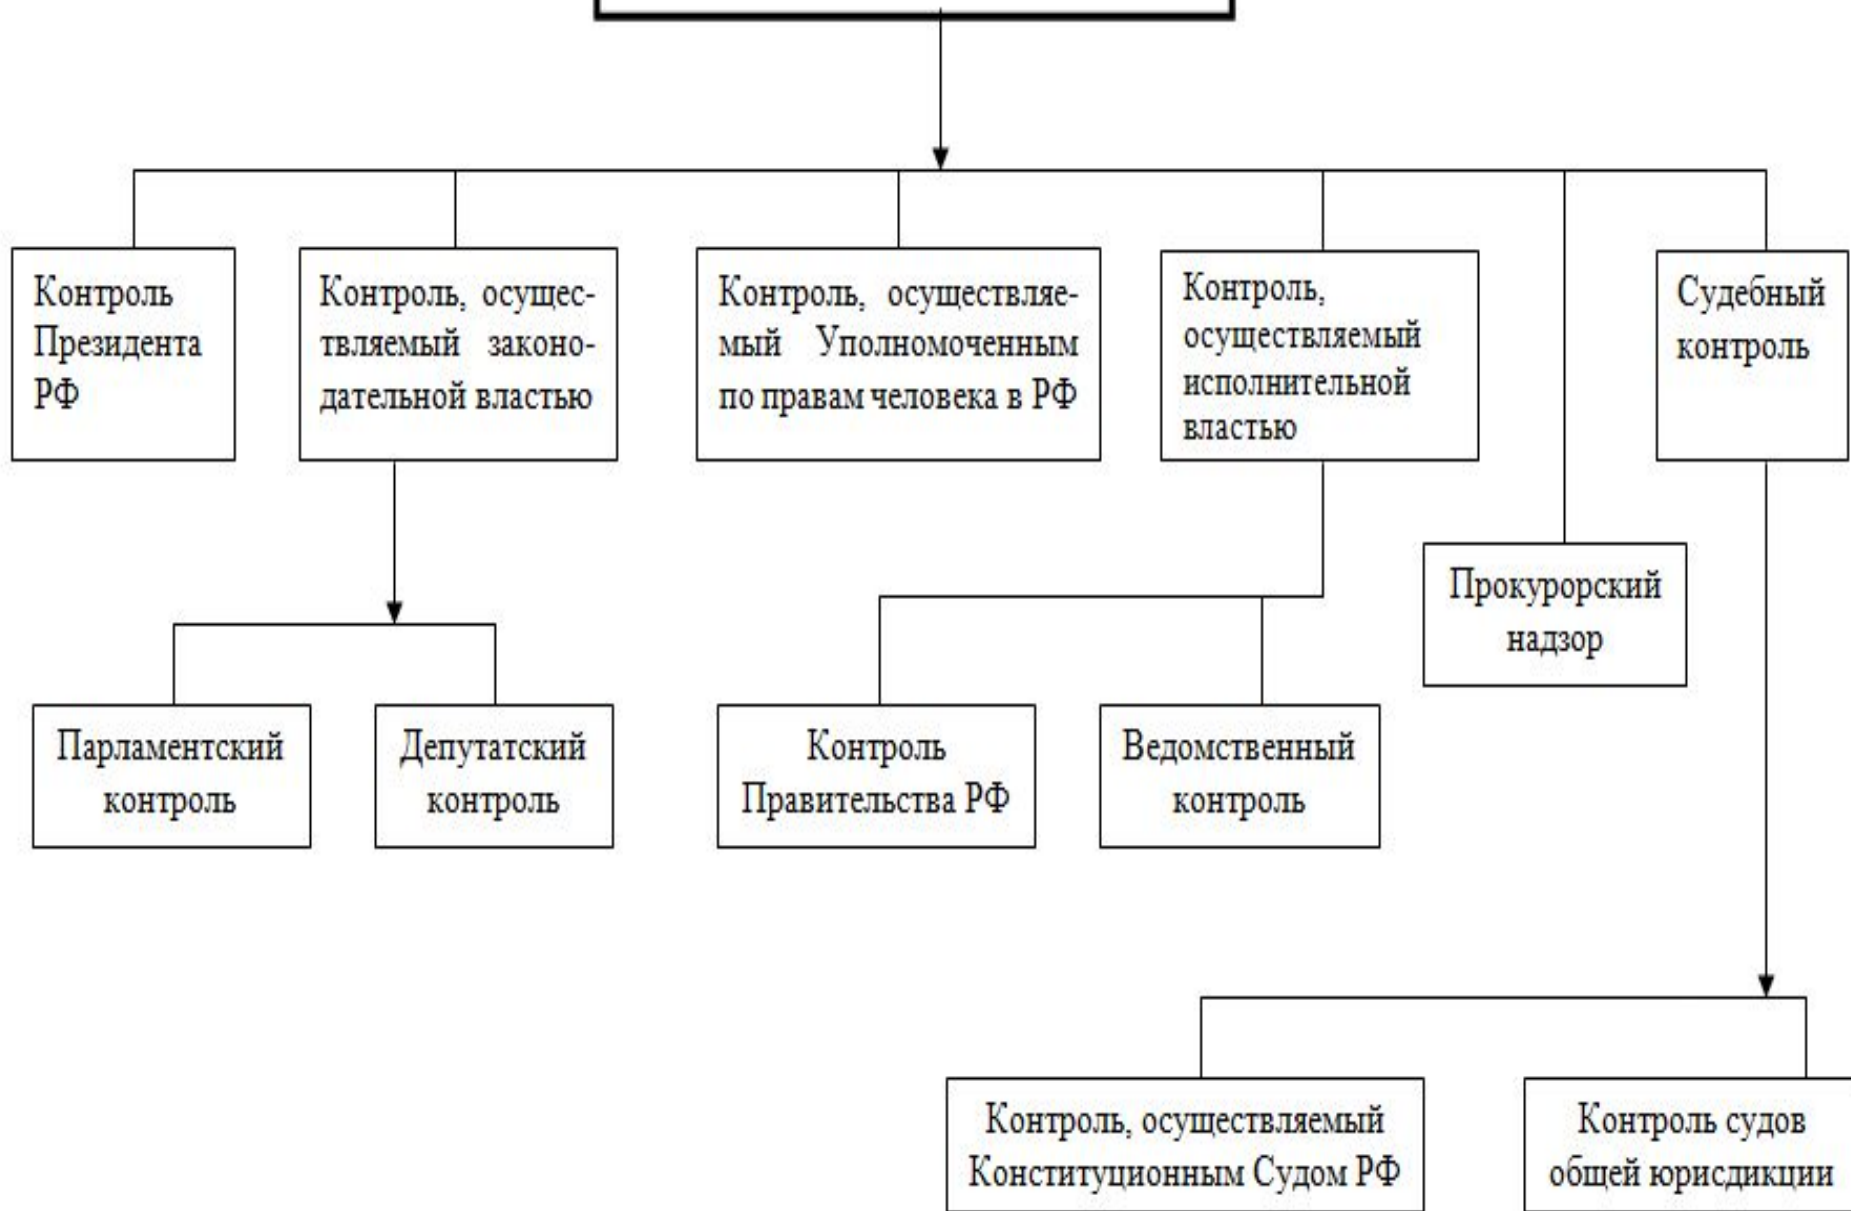 Контроль
Президента
РФ
Контроль, осущес-
твляемый законо-
дательной властью
Контроль, осуществляе-
мый Уполномоченным
по правам человека в РФ
Контроль,
осуществляемый
исполнительной
властью
Судебный
контроль
Прокурорский
надзор
Парламентский
контроль
Депутатский
контроль
Контроль
Правительства РФ
Ведомственный
контроль
Контроль, осуществляемый
Конституционным Судом РФ
Контроль судов
общей юрисдикции